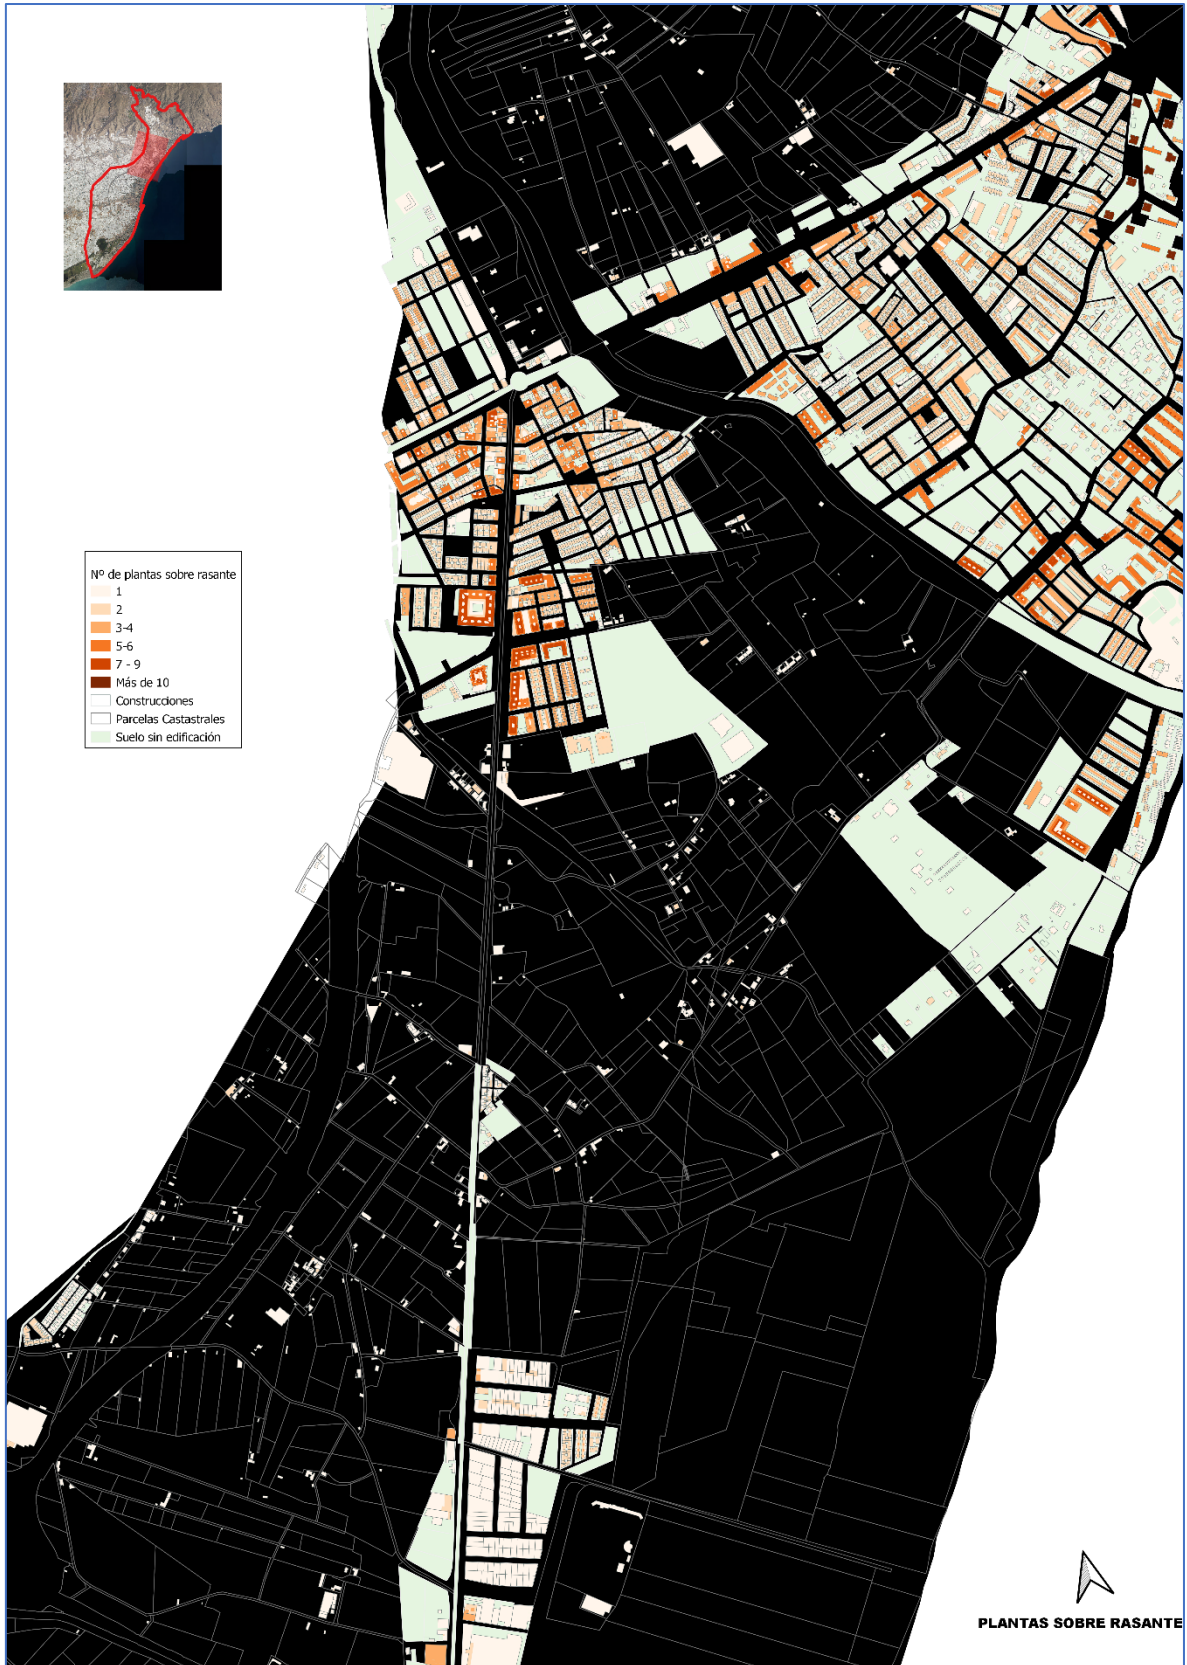 Nº de plantas sobre rasante
1
2
3-4
5-6
7 - 9
Más de 10
Construcciones
Parcelas Castastrales
Suelo sin edificación
PLANTAS SOBRE RASANTE